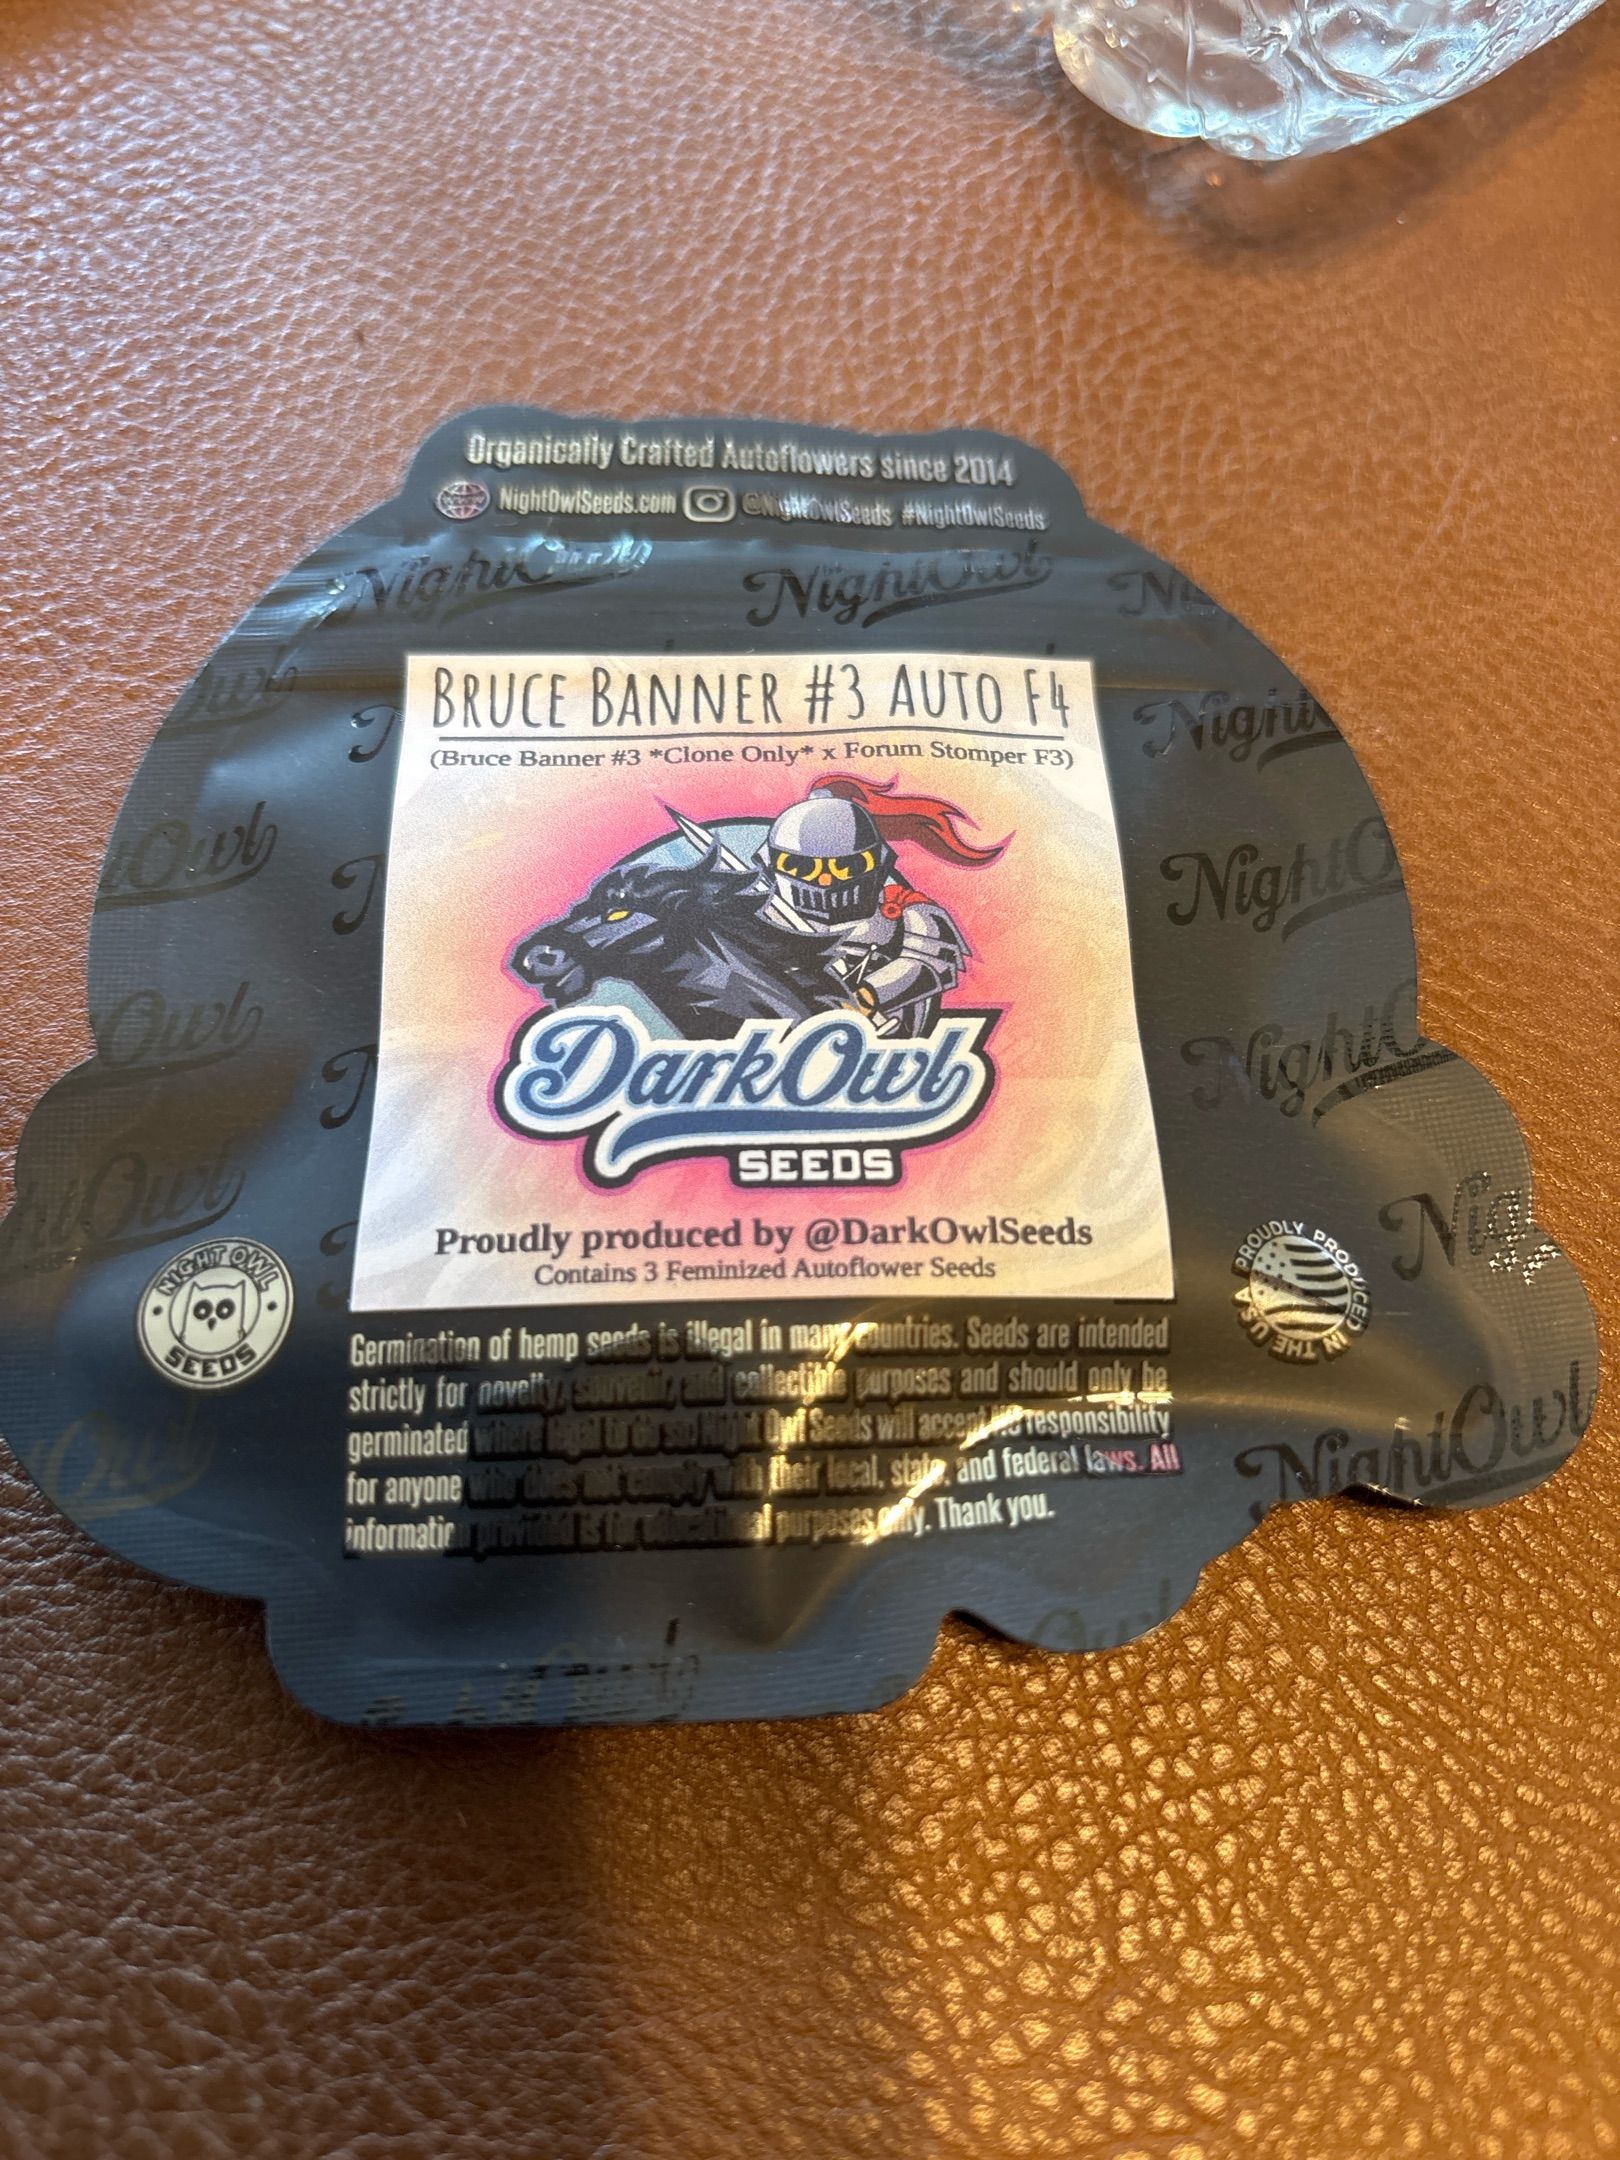 Organically Crafted Autoflowers since 2014
www NightOwlSeeds.com @NightOwlSeeds #NightOwlSeeds
NightOwl NightOwl
BRUCE BANNER #3 AUTO F4
(Bruce Banner #3 *Clone Only* x Forum Stomper F3)
DarkOwl
SEEDS
Proudly produced by @DarkOwlSeeds
Contains 3 Feminized Autoflower Seeds
NIGHT OWL
SEEDS
PROUDLY PRODUCED IN THE U.S.A.
Germination of hemp seeds is illegal in many countries. Seeds are intended
strictly for novelty, souvenir, and collectible purposes and should only be
germinated where legal to do so. Night Owl Seeds will accept NO responsibility
for anyone who does not comply with their local, state, and federal laws. All
information provided is for educational purposes only. Thank you.
NightOwl